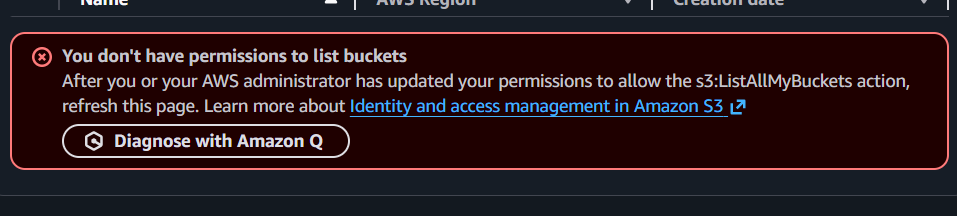 Name AWS Region Creation date
You don't have permissions to list buckets
After you or your AWS administrator has updated your permissions to allow the s3:ListAllMyBuckets action,
refresh this page. Learn more about Identity and access management in Amazon S3
Diagnose with Amazon Q